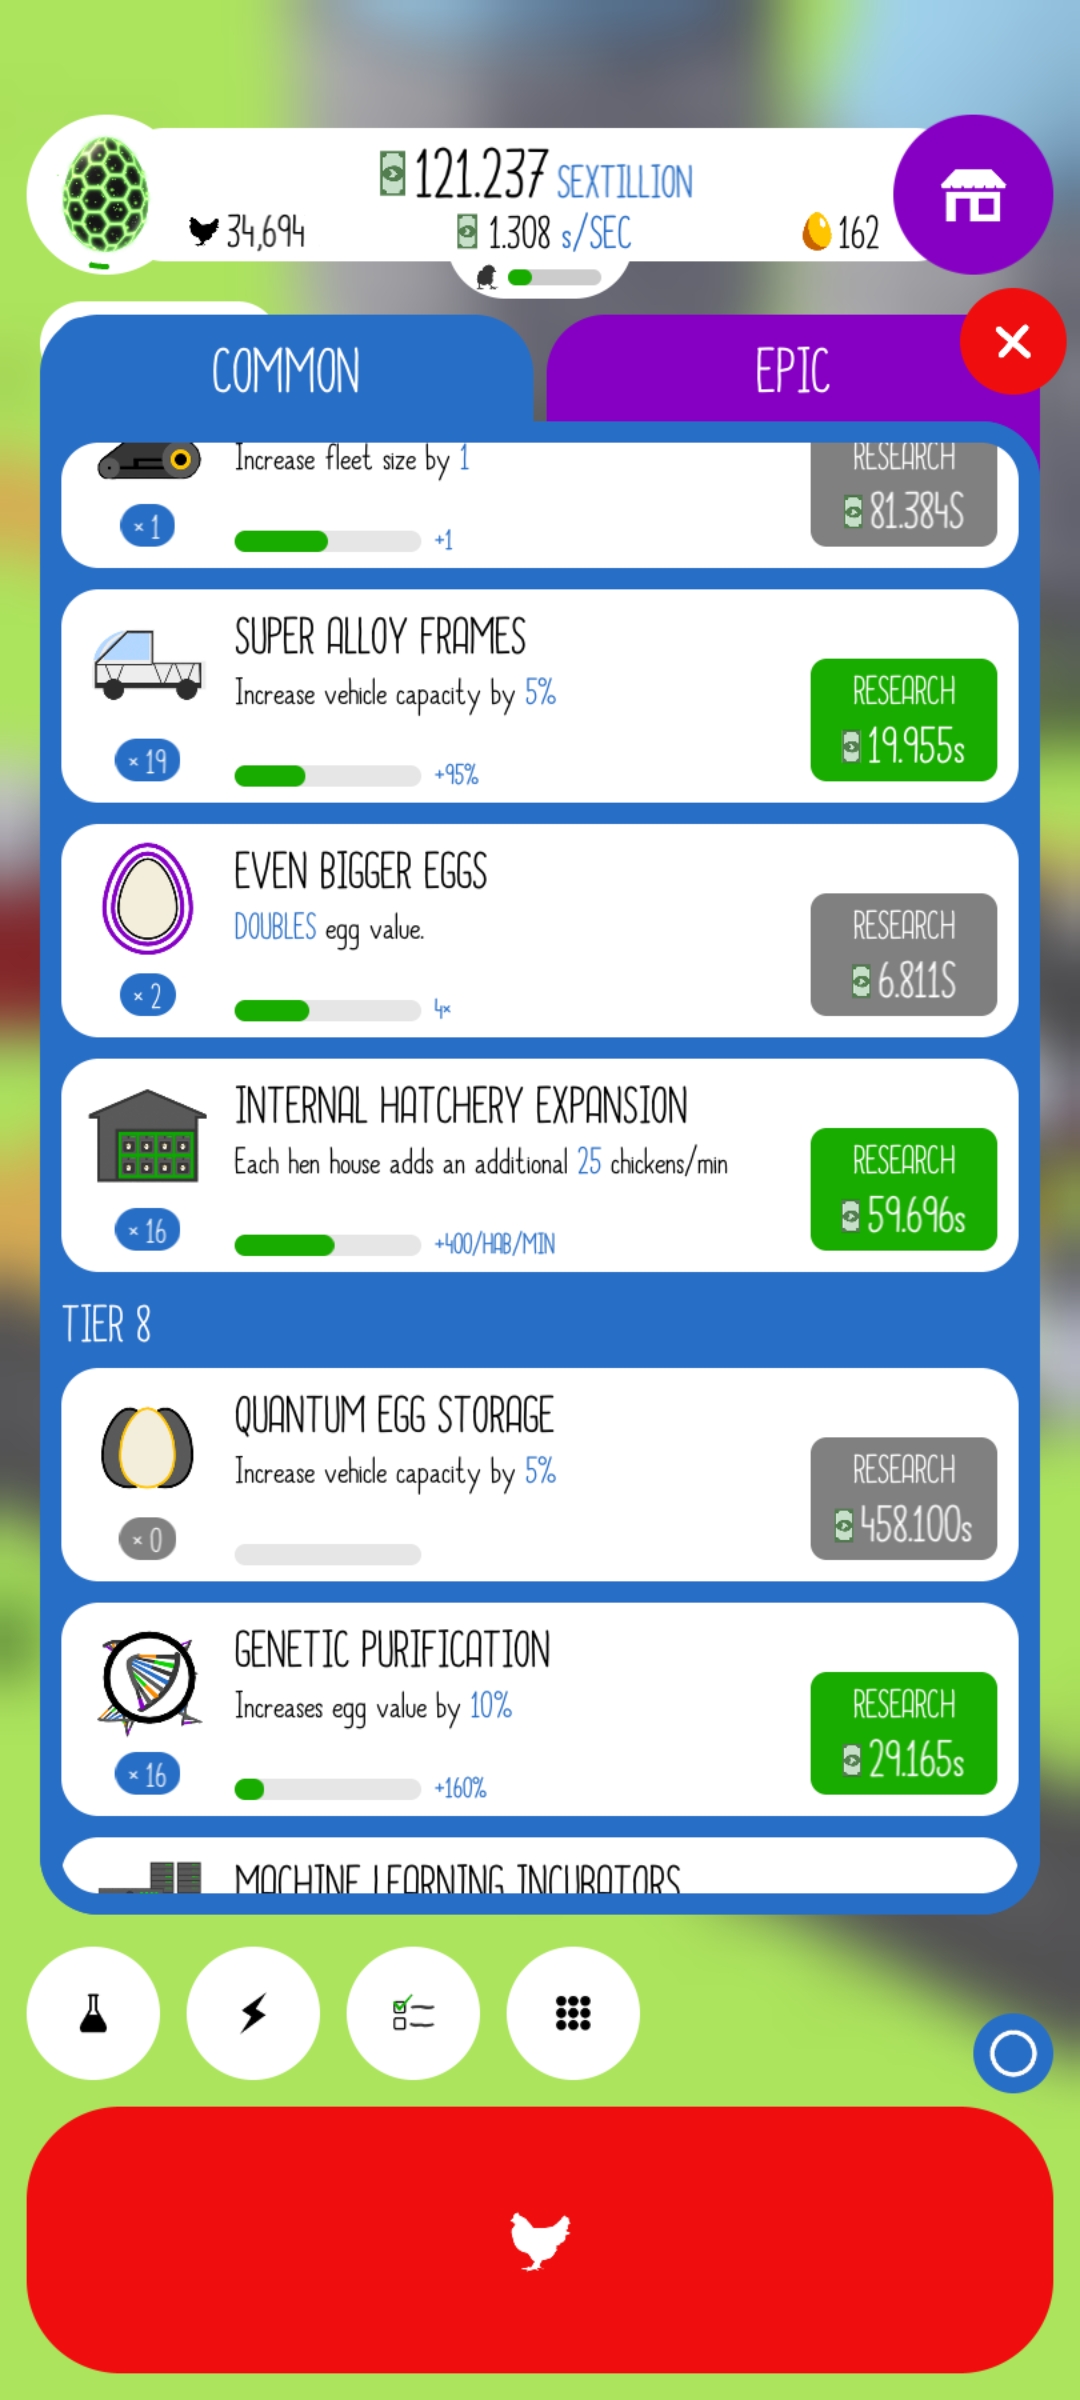 121.237 SEXTILLION
34,694
1.308 s/SEC
162
COMMON
EPIC
Increase fleet size by 1
× 1
+1
RESEARCH
81.384S
SUPER ALLOY FRAMES
Increase vehicle capacity by 5%
× 19
+95%
RESEARCH
19.955s
EVEN BIGGER EGGS
DOUBLES egg value.
× 2
4×
RESEARCH
6.811S
INTERNAL HATCHERY EXPANSION
Each hen house adds an additional 25 chickens/min
× 16
+400/HAB/MIN
RESEARCH
59.696s
TIER 8
QUANTUM EGG STORAGE
Increase vehicle capacity by 5%
× 0
RESEARCH
458.100s
GENETIC PURIFICATION
Increases egg value by 10%
× 16
+160%
RESEARCH
29.165s
MACHINE LEARNING INCUBATORS